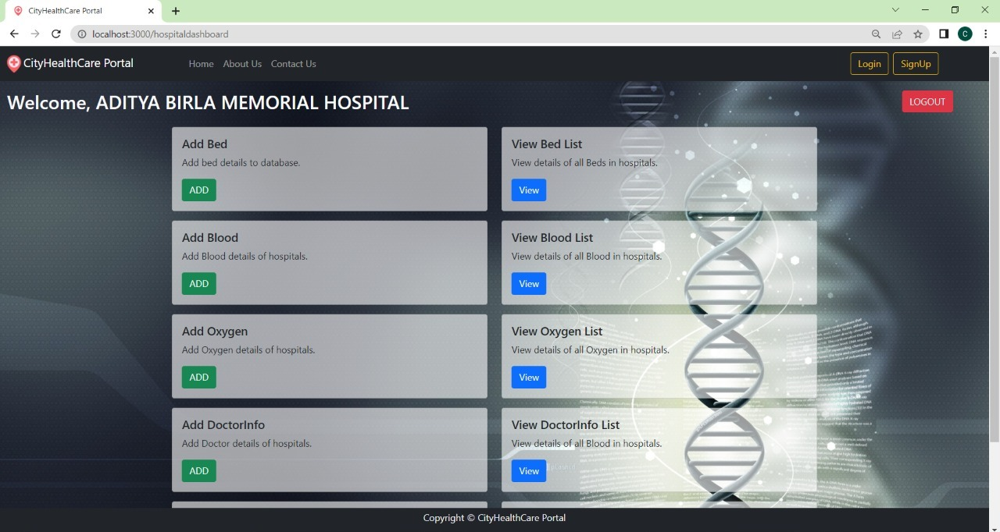 CityHealthCare Portal
localhost:3000/hospitaldashboard
C
CityHealthCare Portal
Home
About Us
Contact Us
Login
SignUp
Welcome, ADITYA BIRLA MEMORIAL HOSPITAL
LOGOUT
Add Bed
Add bed details to database.
ADD
View Bed List
View details of all Beds in hospitals.
View
Add Blood
Add Blood details of hospitals.
ADD
View Blood List
View details of all Blood in hospitals.
View
Add Oxygen
Add Oxygen details of hospitals.
ADD
View Oxygen List
View details of all Oxygen in hospitals.
View
Add DoctorInfo
Add Doctor details of hospitals.
ADD
View DoctorInfo List
View details of all Blood in hospitals.
View
Copyright © CityHealthCare Portal